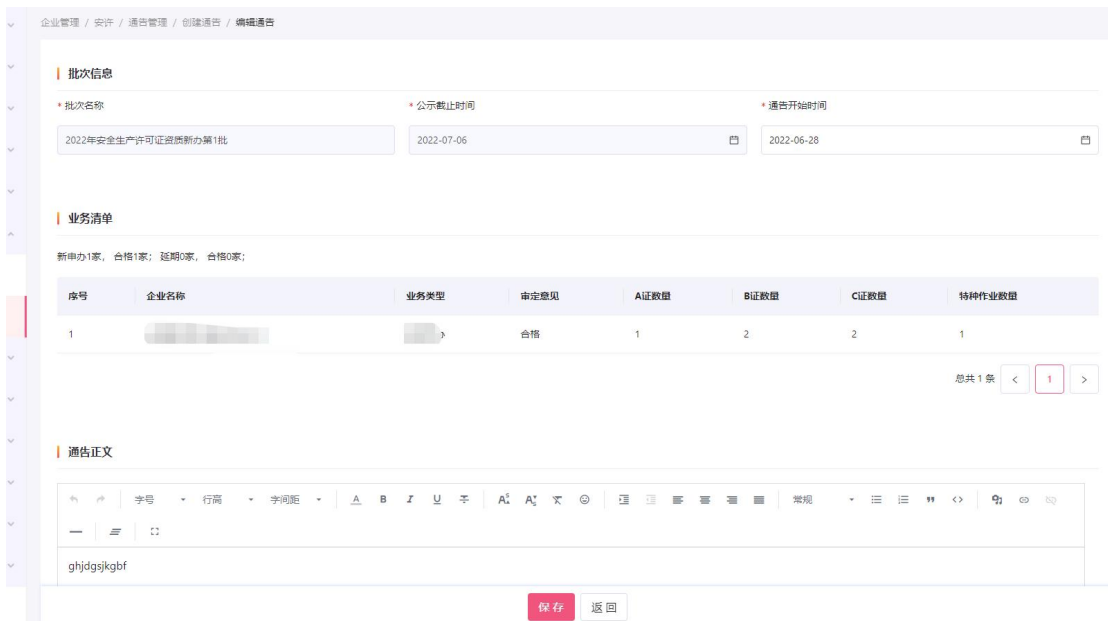 企业管理 / 安许 / 通告管理 / 创建通告 / 编辑通告
批次信息
* 批次名称 * 公示截止时间 * 通告开始时间
2022年安全生产许可证资质新办第1批 2022-07-06 2022-06-28
业务清单
新申办1家, 合格1家; 延期0家, 合格0家;
序号 企业名称 业务类型 审定意见 A证数量 B证数量 C证数量 特种作业数量
1 合格 1 2 2 1
总共 1 条 < 1 >
通告正文
字号 行高 字间距 A B I U 常规
ghjdgsjkgbf
保存 返回